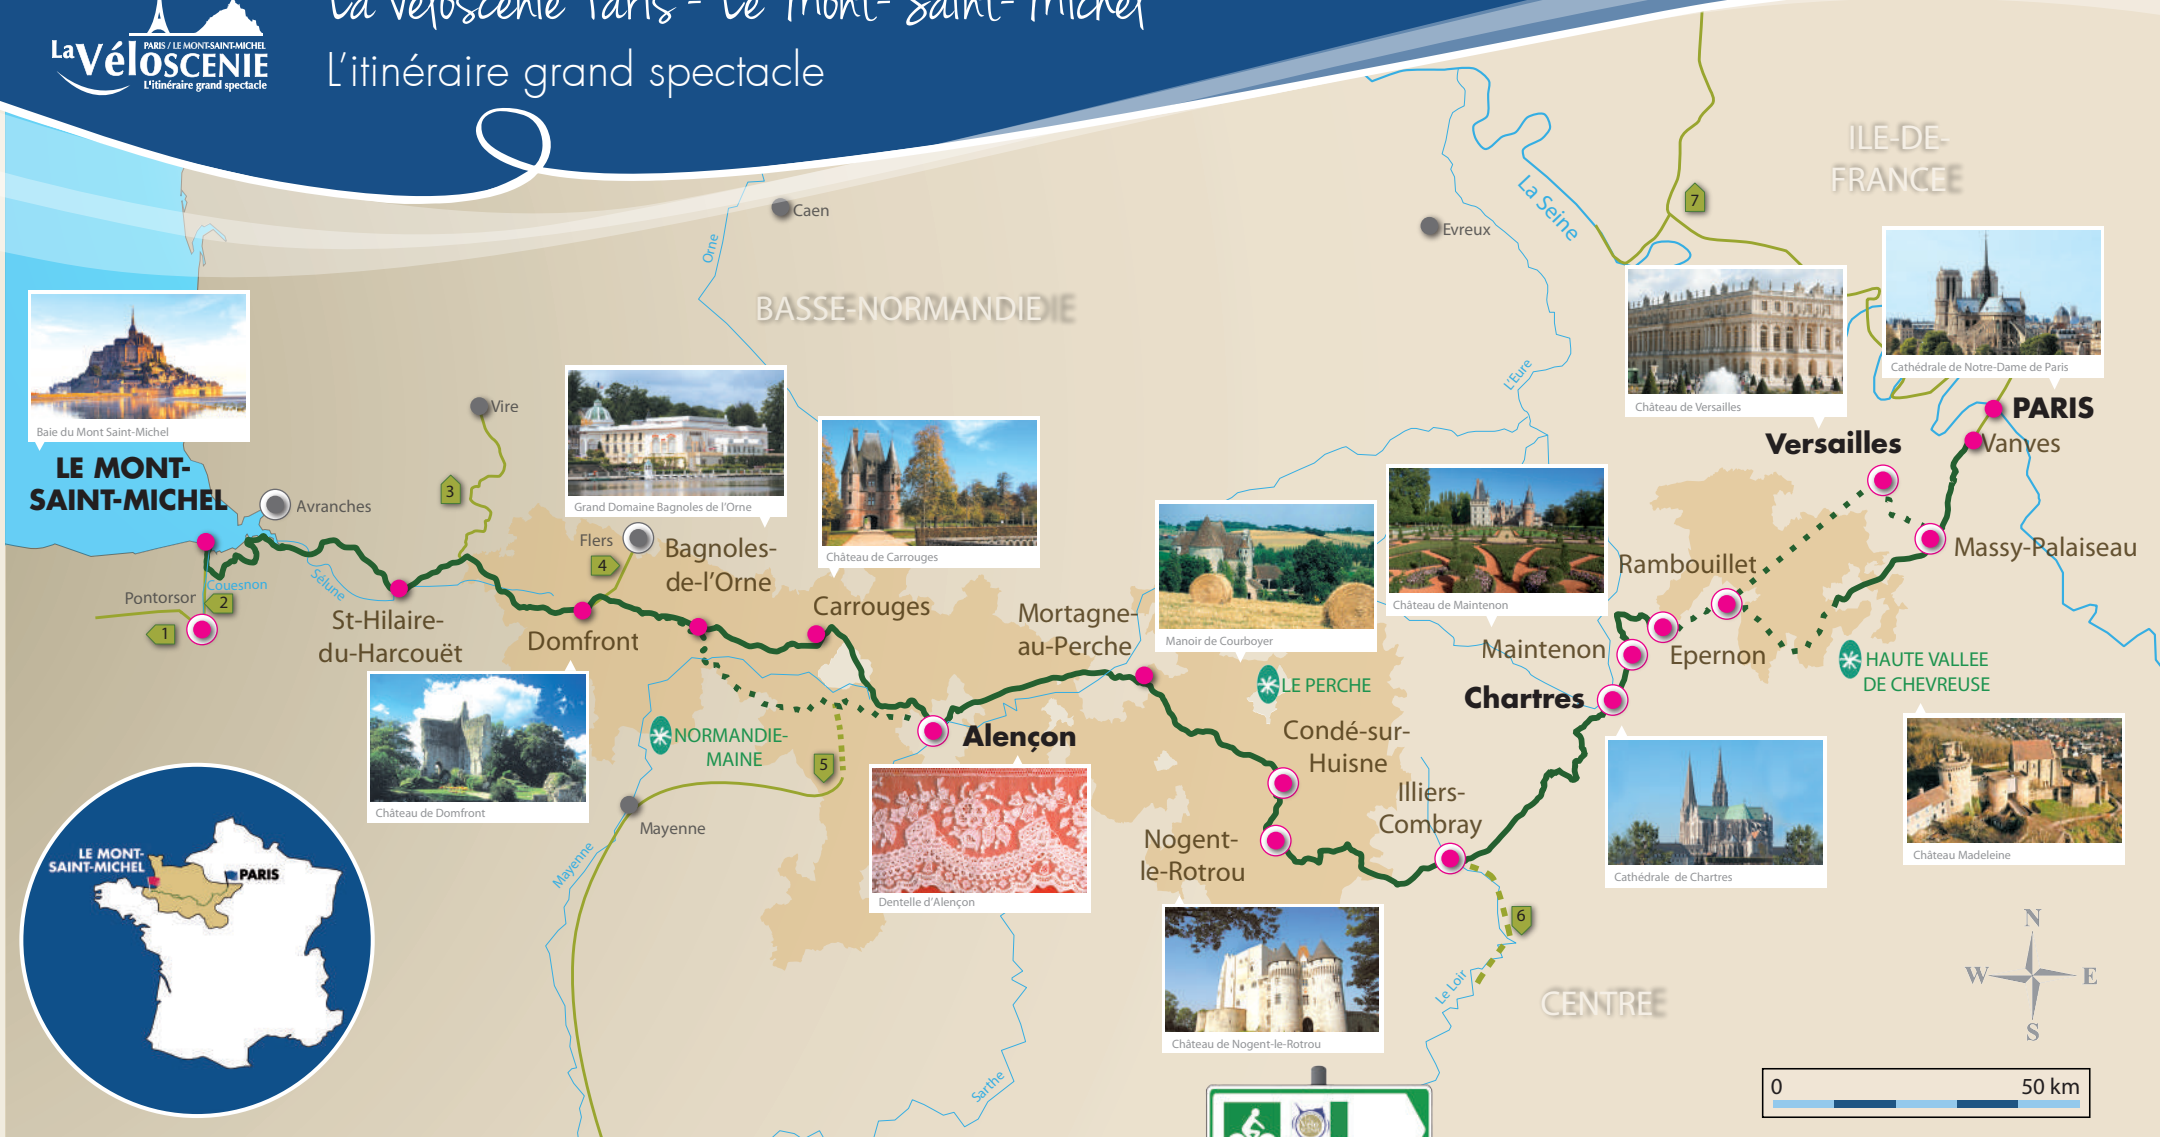 La Véloscénie Paris - Le Mont-Saint-Michel
L'itinéraire grand spectacle
PARIS / LE MONT-SAINT-MICHEL
La VélOSCENIE
L'itinéraire grand spectacle
ILE-DE-
FRANCE
7
La Seine
Caen
Evreux
Orne
BASSE-NORMANDIE
L'Eure
Cathédrale de Notre-Dame de Paris
Château de Versailles
PARIS
Vanves
Versailles
Baie du Mont Saint-Michel
LE MONT-
SAINT-MICHEL
Avranches
Vire
3
Grand Domaine Bagnoles de l'Orne
Château de Carrouges
Flers
4
Bagnoles-
de-l'Orne
Massy-Palaiseau
Rambouillet
Couesnon
Sélune
Pontorson
2
1
St-Hilaire-
du-Harcouët
Domfront
Carrouges
Mortagne-
au-Perche
Manoir de Courboyer
Château de Maintenon
Maintenon
Epernon
HAUTE VALLEE
DE CHEVREUSE
LE PERCHE
Chartres
Château de Domfront
NORMANDIE-
MAINE
5
Alençon
Condé-sur-
Huisne
Illiers-
Combray
Mayenne
Mayenne
Dentelle d'Alençon
Nogent-
le-Rotrou
Cathédrale de Chartres
Château Madeleine
6
Le Loir
CENTRE
Château de Nogent-le-Rotrou
Sarthe
LE MONT-
SAINT-MICHEL
PARIS
N
W E
S
0 50 km